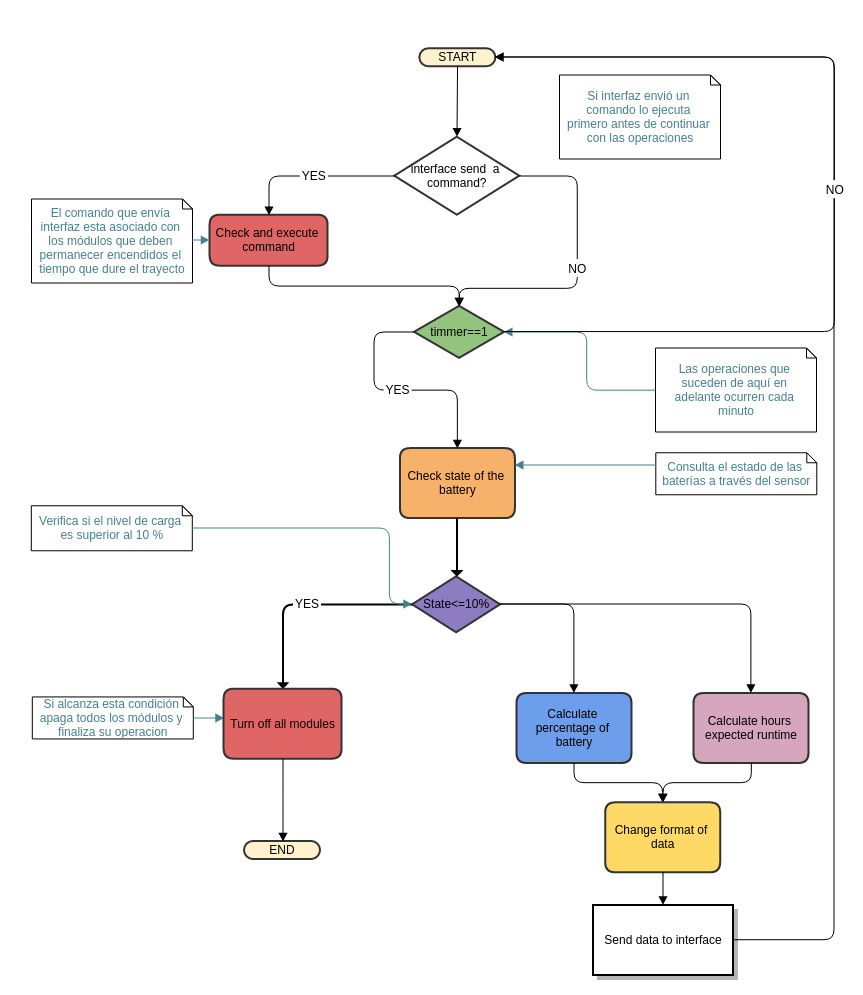 START
Si interfaz envió un
comando lo ejecuta
primero antes de continuar
con las operaciones
interface send a
command?
YES
NO
El comando que envía
interfaz esta asociado con
los módulos que deben
permanecer encendidos el
tiempo que dure el trayecto
Check and execute
command
NO
timmer==1
Las operaciones que
suceden de aquí en
adelante ocurren cada
minuto
YES
Check state of the
battery
Consulta el estado de las
baterías a través del sensor
Verifica si el nivel de carga
es superior al 10 %
YES
State<=10%
Si alcanza esta condición
apaga todos los módulos y
finaliza su operacion
Turn off all modules
Calculate
percentage of
battery
Calculate hours
expected runtime
Change format of
data
END
Send data to interface